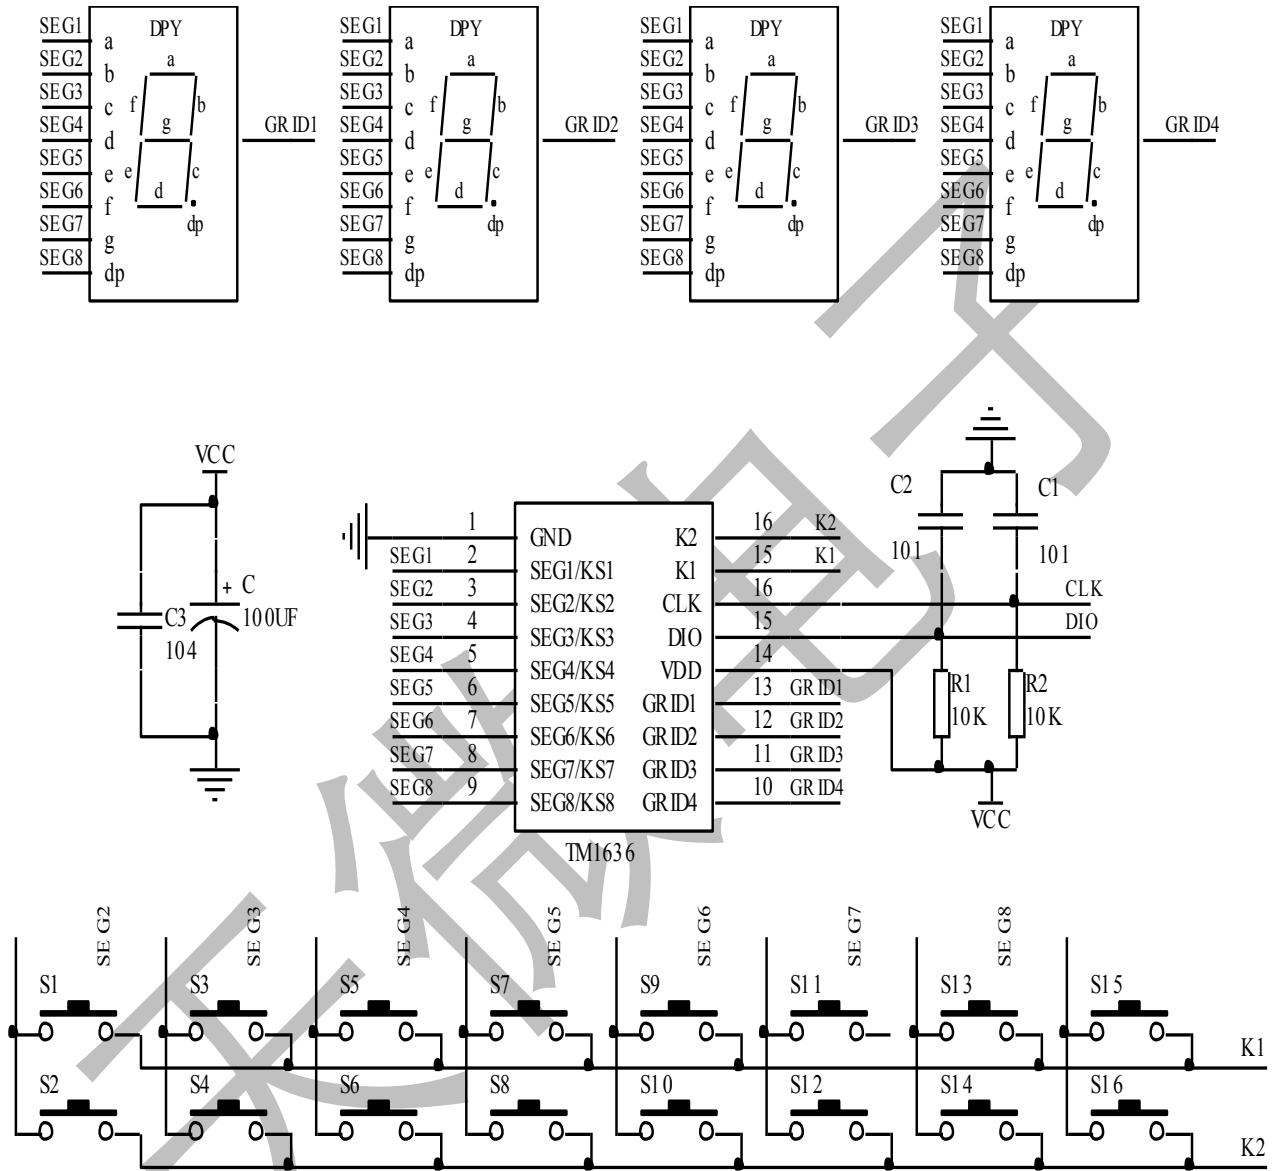 SEG1 DPY SEG1 DPY SEG1 DPY SEG1 DPY
a a a a
SEG2 a SEG2 a SEG2 a SEG2 a
b b b b
SEG3 f b SEG3 f b SEG3 f b SEG3 f b
c c c c
SEG4 g GRID1 SEG4 g GRID2 SEG4 g GRID3 SEG4 g GRID4
d d d d
SEG5 e c SEG5 e c SEG5 e c SEG5 e c
e e e e
SEG6 d SEG6 d SEG6 d SEG6 d
f f f f
SEG7 dp SEG7 dp SEG7 dp SEG7 dp
g g g g
SEG8 SEG8 SEG8 SEG8
dp dp dp dp
VCC
C3
104
+ C
100UF
1 GND
SEG1 2 SEG1/KS1
SEG2 3 SEG2/KS2
SEG3 4 SEG3/KS3
SEG4 5 SEG4/KS4
SEG5 6 SEG5/KS5
SEG6 7 SEG6/KS6
SEG7 8 SEG7/KS7
SEG8 9 SEG8/KS8
K2 16 K2
K1 15 K1
CLK 16
DIO 15
VDD 14
GRID1 13 GRID1
GRID2 12 GRID2
GRID3 11 GRID3
GRID4 10 GRID4
TM1636
C2 C1
101 101
CLK
DIO
R1 R2
10K 10K
VCC
SEG2 SEG3 SEG4 SEG5 SEG6 SEG7 SEG8
S1 S3 S5 S7 S9 S11 S13 S15
K1
S2 S4 S6 S8 S10 S12 S14 S16
K2
天微电子